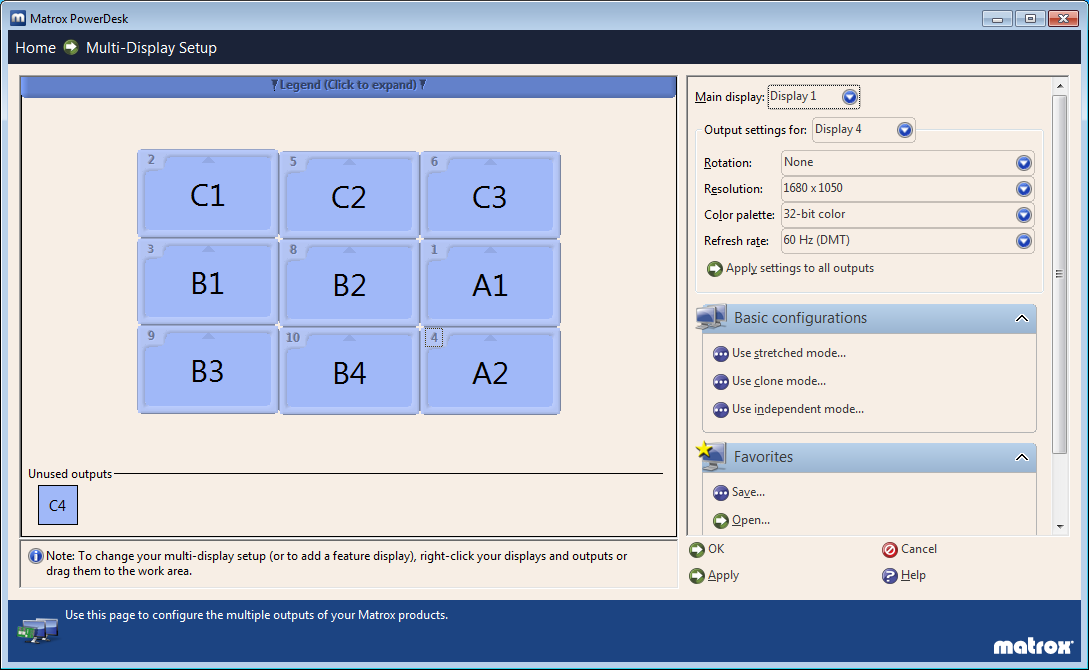 Matrox PowerDesk
Home Multi-Display Setup
Legend (Click to expand)
2 C1
5 C2
6 C3
3 B1
8 B2
1 A1
9 B3
10 B4
4 A2
Unused outputs
C4
Note: To change your multi-display setup (or to add a feature display), right-click your displays and outputs or
drag them to the work area.
Main display: Display 1
Output settings for: Display 4
Rotation: None
Resolution: 1680 x 1050
Color palette: 32-bit color
Refresh rate: 60 Hz (DMT)
Apply settings to all outputs
Basic configurations
Use stretched mode...
Use clone mode...
Use independent mode...
Favorites
Save...
Open...
OK Cancel
Apply Help
Use this page to configure the multiple outputs of your Matrox products.
matrox